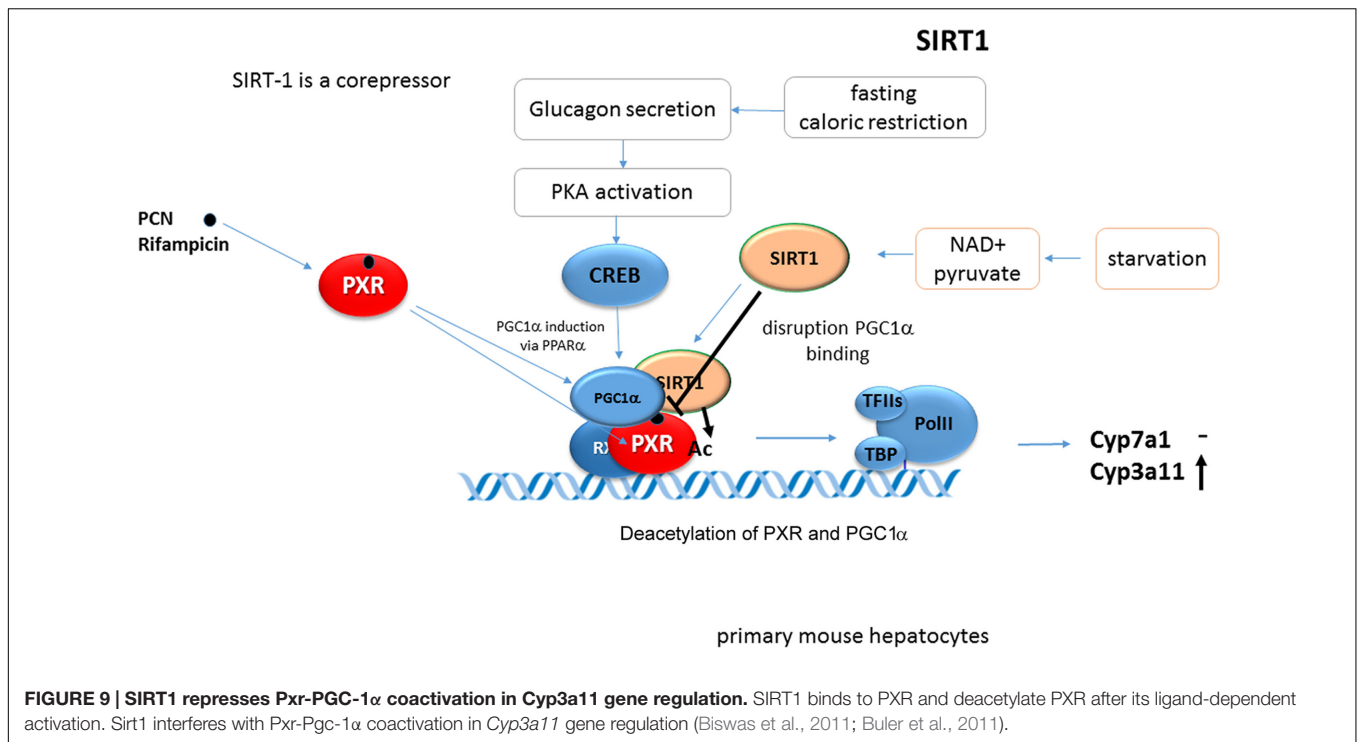 SIRT1
SIRT-1 is a corepressor
Glucagon secretion
fasting
caloric restriction
PKA activation
PCN
Rifampicin
PXR
CREB
SIRT1
NAD+
pyruvate
starvation
PGC1α induction
via PPARα
disruption PGC1α
binding
PGC1α
SIRT1
RX
PXR
Ac
TFIIs
PolII
TBP
Cyp7a1 -
Cyp3a11
Deacetylation of PXR and PGC1α
primary mouse hepatocytes
FIGURE 9 | SIRT1 represses Pxr-PGC-1α coactivation in Cyp3a11 gene regulation. SIRT1 binds to PXR and deacetylate PXR after its ligand-dependent
activation. Sirt1 interferes with Pxr-Pgc-1α coactivation in Cyp3a11 gene regulation (Biswas et al., 2011; Buler et al., 2011).